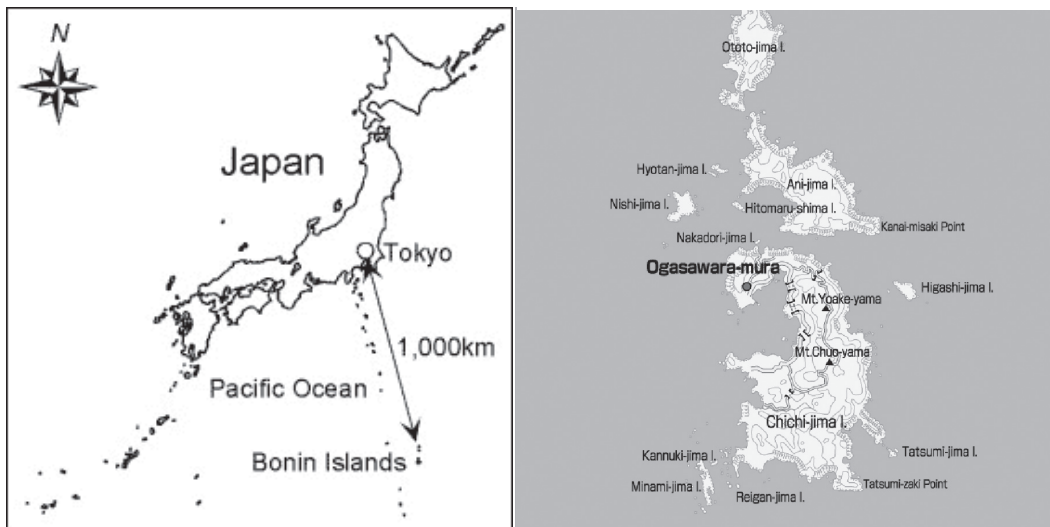 N
Japan
Tokyo
1,000km
Pacific Ocean
Bonin Islands
Ototo-jima I.
Hyotan-jima I.
Ani-jima I.
Nishi-jima I.
Hitomaru-shima I.
Kanai-misaki Point
Nakadori-jima I.
Ogasawara-mura
Higashi-jima I.
Mt.Yoake-yama
Mt.Chuo-yama
Chichi-jima I.
Kannuki-jima I.
Tatsumi-jima I.
Minami-jima I.
Reigan-jima I.
Tatsumi-zaki Point